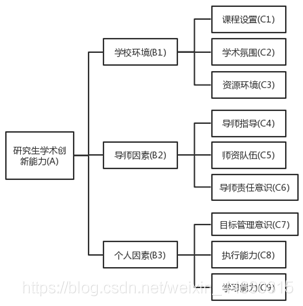 课程设置(C1)
学校环境(B1)
学术氛围(C2)
资源环境(C3)
导师指导(C4)
研究生学术创
新能力(A)
导师因素(B2)
师资队伍(C5)
导师责任意识(C6)
目标管理意识(C7)
个人因素(B3)
执行能力(C8)
学习能力(C9)
https://blog.csdn.net/